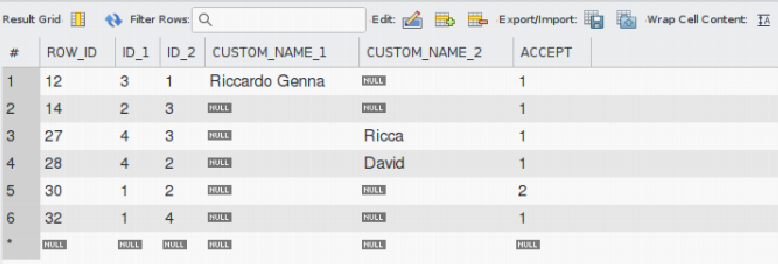 Result Grid Filter Rows: Edit: Export/Import: Wrap Cell Content: IA
# ROW_ID ID_1 ID_2 CUSTOM_NAME_1 CUSTOM_NAME_2 ACCEPT
1 12 3 1 Riccardo Genna NULL 1
2 14 2 3 NULL NULL 1
3 27 4 3 NULL Ricca 1
4 28 4 2 NULL David 1
5 30 1 2 NULL NULL 2
6 32 1 4 NULL NULL 1
* NULL NULL NULL NULL NULL NULL